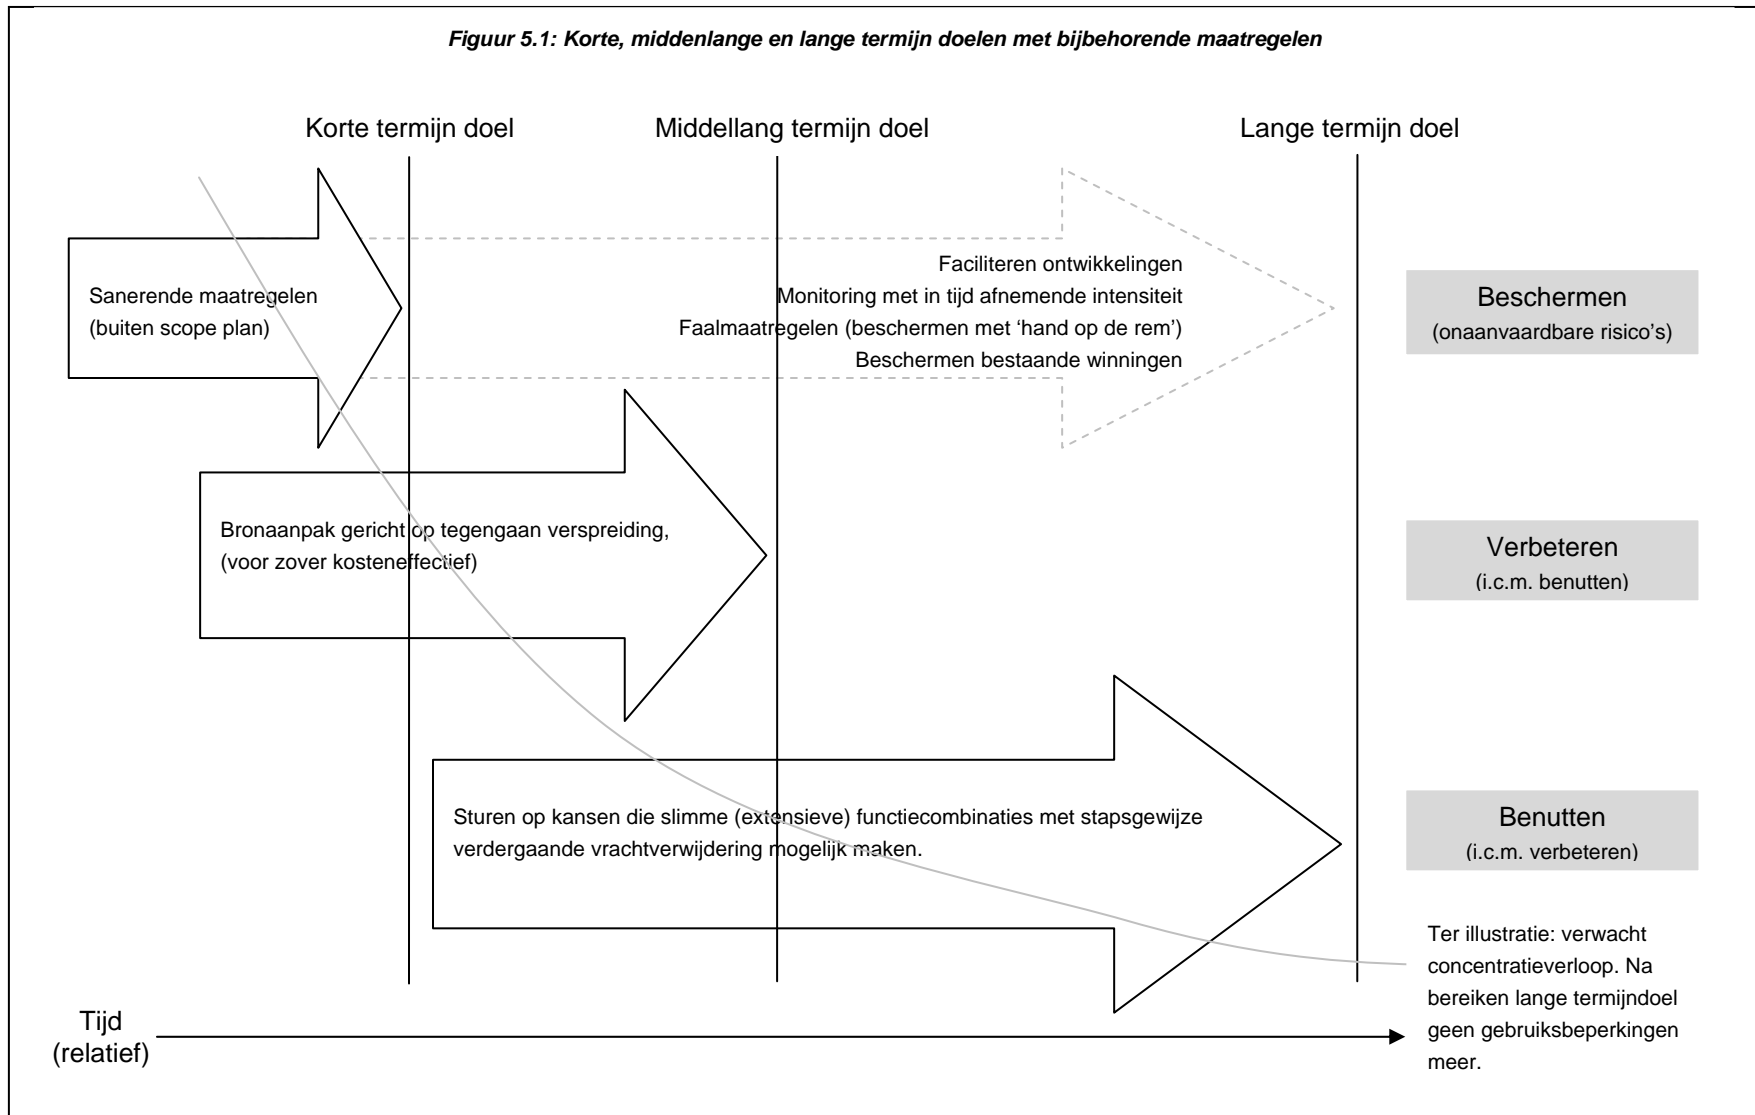 Figuur 5.1: Korte, middenlange en lange termijn doelen met bijbehorende maatregelen
Korte termijn doel
Middellang termijn doel
Lange termijn doel
Sanerende maatregelen
(buiten scope plan)
Faciliteren ontwikkelingen
Monitoring met in tijd afnemende intensiteit
Faalmaatregelen (beschermen met ‘hand op de rem’)
Beschermen bestaande winningen
Beschermen
(onaanvaardbare risico’s)
Bronaanpak gericht op tegengaan verspreiding,
(voor zover kosteneffectief)
Verbeteren
(i.c.m. benutten)
Sturen op kansen die slimme (extensieve) functiecombinaties met stapsgewijze
verdergaande vrachtverwijdering mogelijk maken.
Benutten
(i.c.m. verbeteren)
Ter illustratie: verwacht
concentratieverloop. Na
bereiken lange termijndoel
geen gebruiksbeperkingen
meer.
Tijd
(relatief)